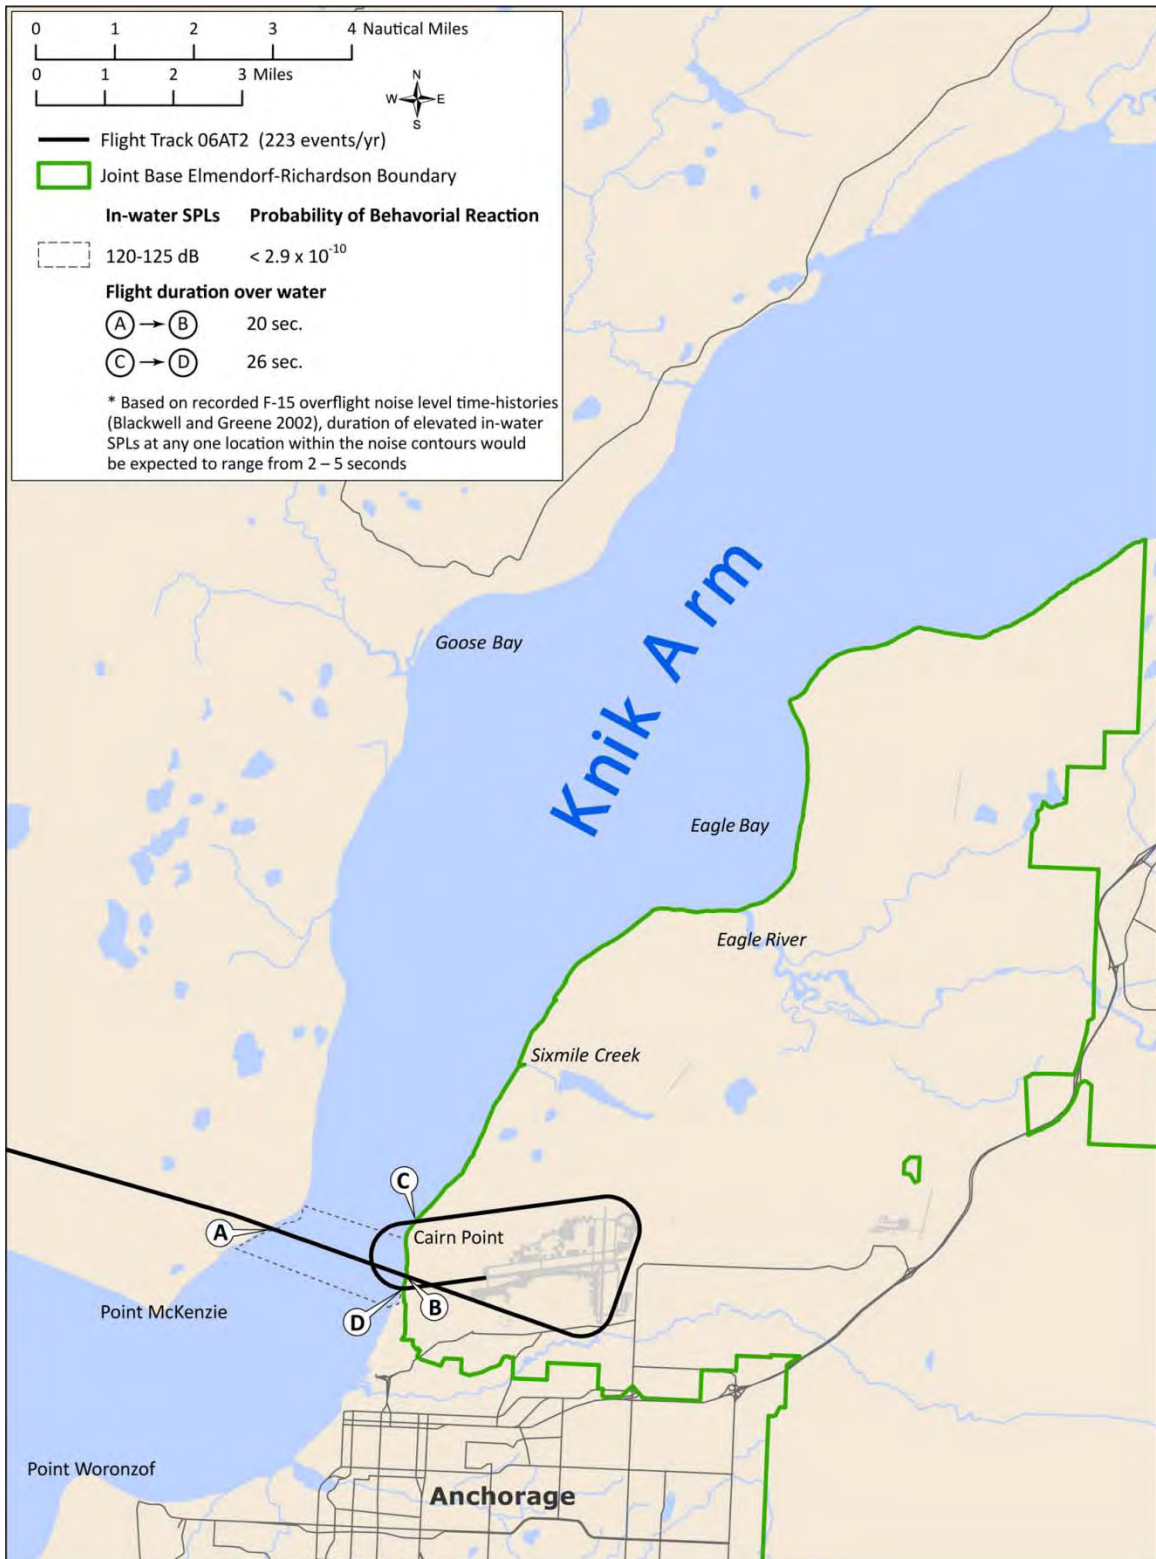 0 1 2 3 4 Nautical Miles
0 1 2 3 Miles
N
W E
S
Flight Track 06AT2 (223 events/yr)
Joint Base Elmendorf-Richardson Boundary
In-water SPLs Probability of Behavorial Reaction
120-125 dB < 2.9 x 10⁻¹⁰
Flight duration over water
A → B 20 sec.
C → D 26 sec.
* Based on recorded F-15 overflight noise level time-histories
(Blackwell and Greene 2002), duration of elevated in-water
SPLs at any one location within the noise contours would
be expected to range from 2 – 5 seconds
Knik Arm
Goose Bay
Eagle Bay
Eagle River
Sixmile Creek
C
A
Cairn Point
B
Point McKenzie
D
Point Woronzof
Anchorage